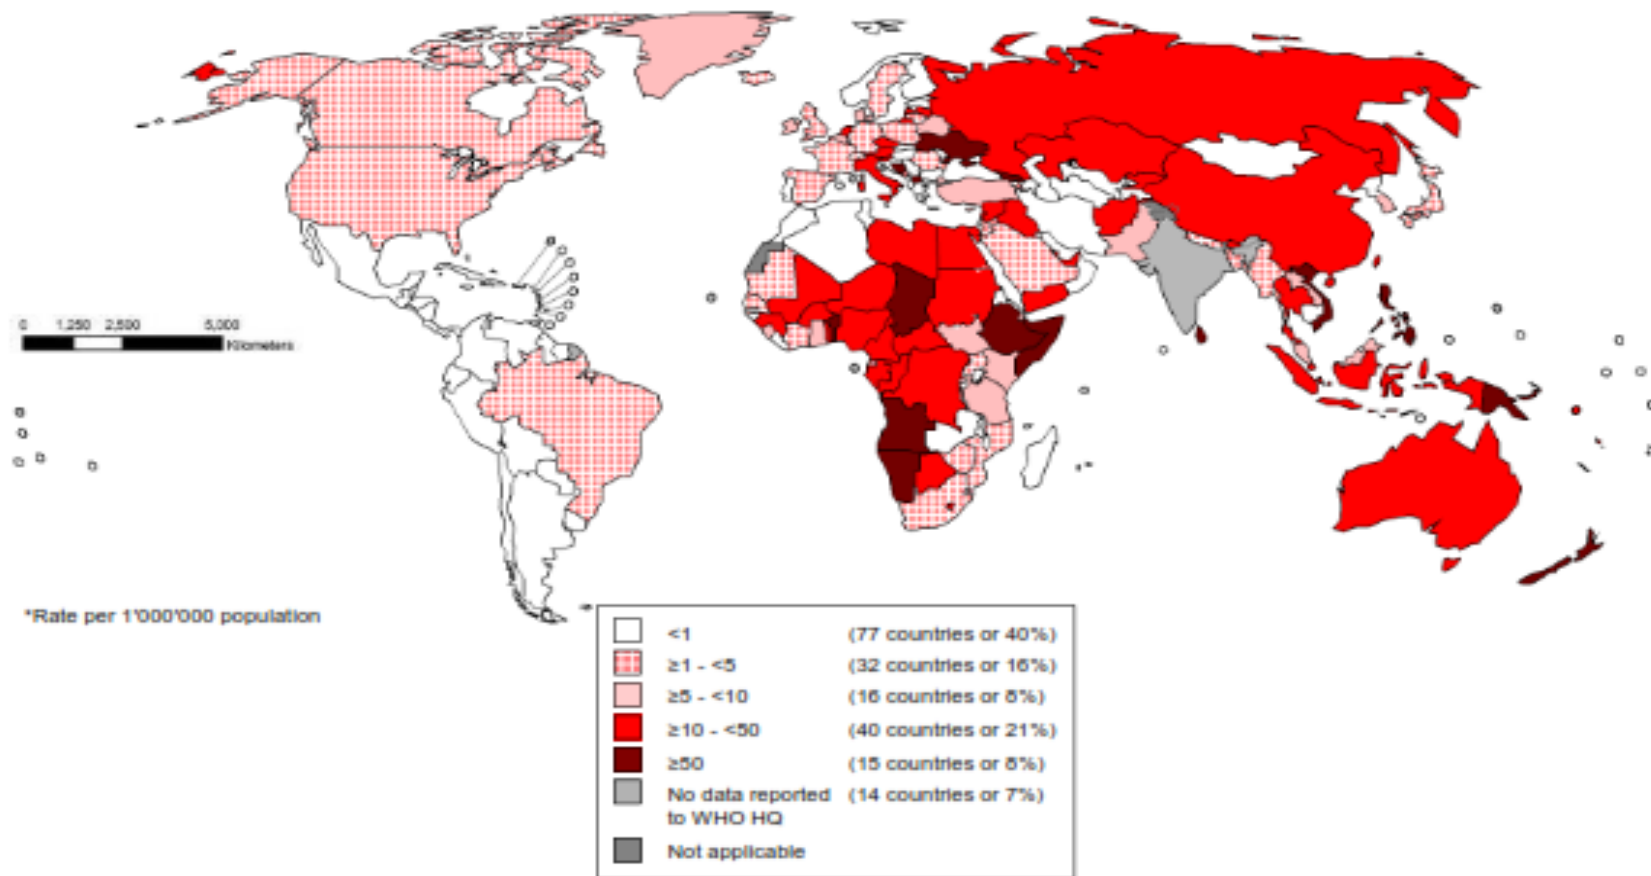 0 1,250 2,500 5,000
Kilometers
*Rate per 1'000'000 population
<1 (77 countries or 40%)
≥1 - <5 (32 countries or 16%)
≥5 - <10 (16 countries or 8%)
≥10 - <50 (40 countries or 21%)
≥50 (15 countries or 8%)
No data reported (14 countries or 7%)
to WHO HQ
Not applicable